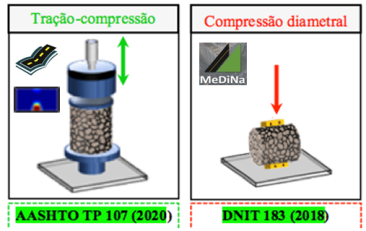 Tração-compressão
Compressão diametral
MeDiNa
AASHTO TP 107 (2020)
DNIT 183 (2018)